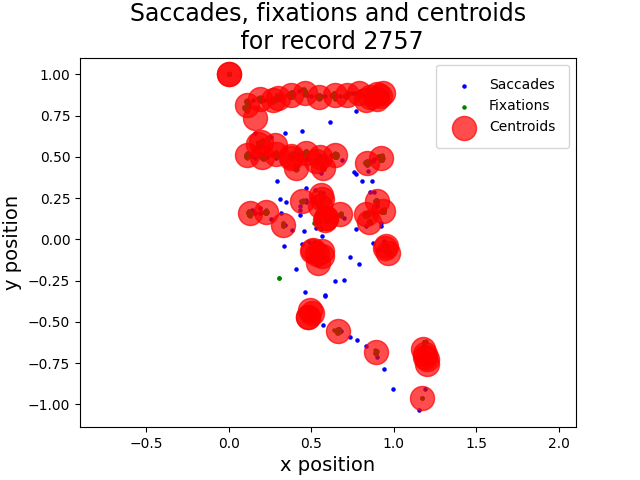 Saccades, fixations and centroids
for record 2757
Saccades
Fixations
Centroids
1.00
0.75
0.50
0.25
0.00
−0.25
−0.50
−0.75
−1.00
y position
−0.5
0.0
0.5
1.0
1.5
2.0
x position